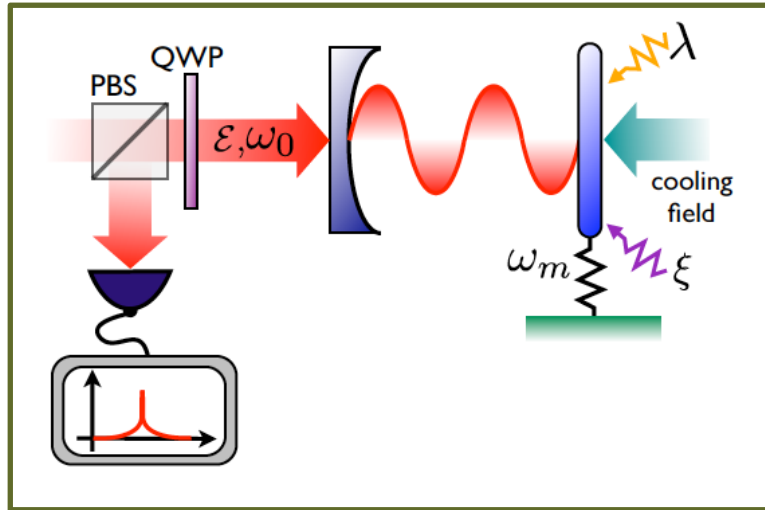 QWP
PBS
λ
ℰ,ω₀
cooling
field
ωₘ
ξ